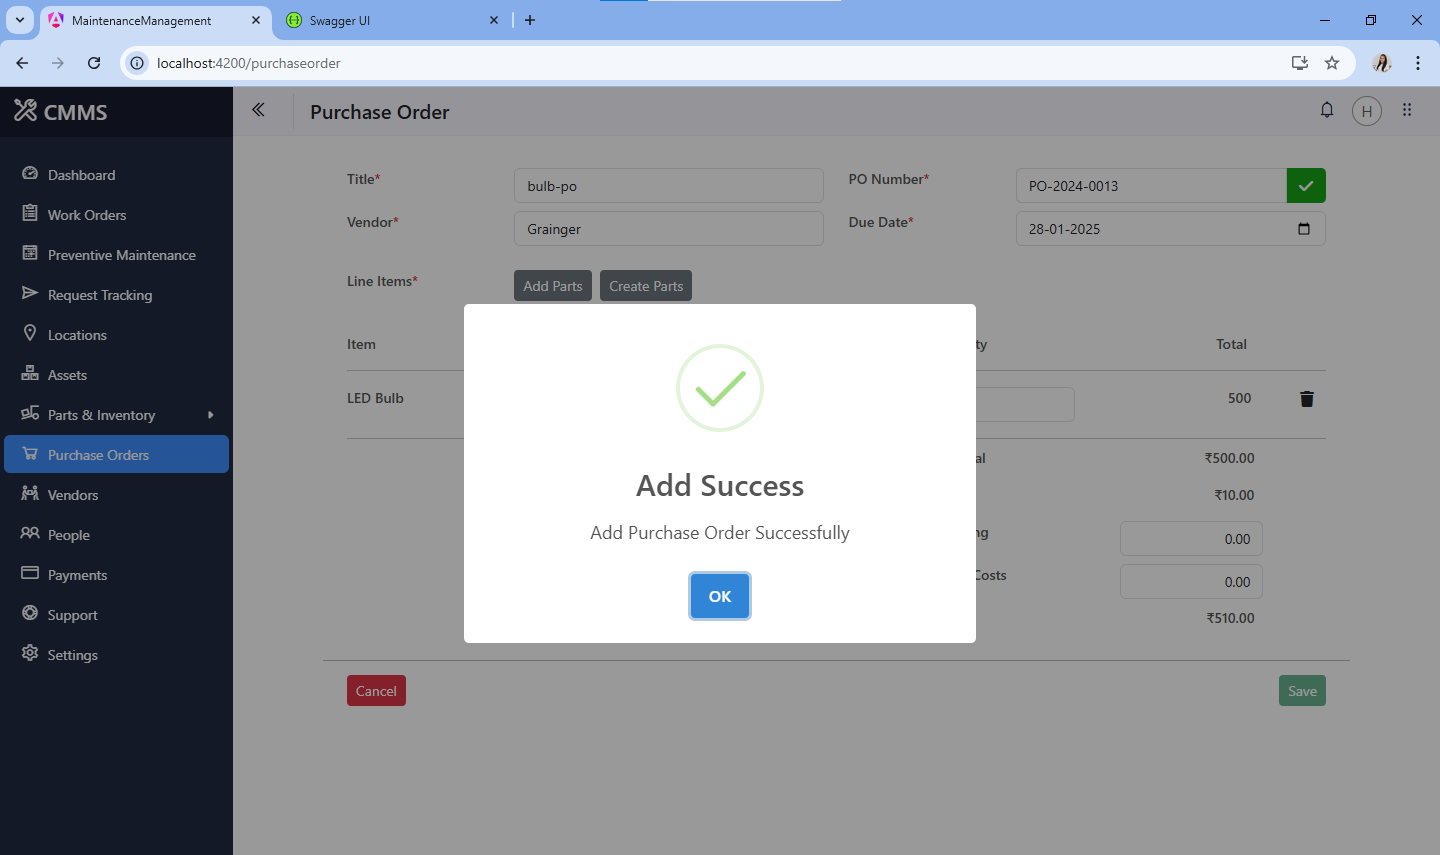 MaintenanceManagement
Swagger UI
localhost:4200/purchaseorder
CMMS
Purchase Order
H
Dashboard
Work Orders
Preventive Maintenance
Request Tracking
Locations
Assets
Parts & Inventory
Purchase Orders
Vendors
People
Payments
Support
Settings
Title*
bulb-po
PO Number*
PO-2024-0013
Vendor*
Grainger
Due Date*
28-01-2025
Line Items*
Add Parts
Create Parts
Item
ty
Total
LED Bulb
500
al
₹500.00
₹10.00
ng
0.00
Costs
0.00
₹510.00
Add Success
Add Purchase Order Successfully
OK
Cancel
Save